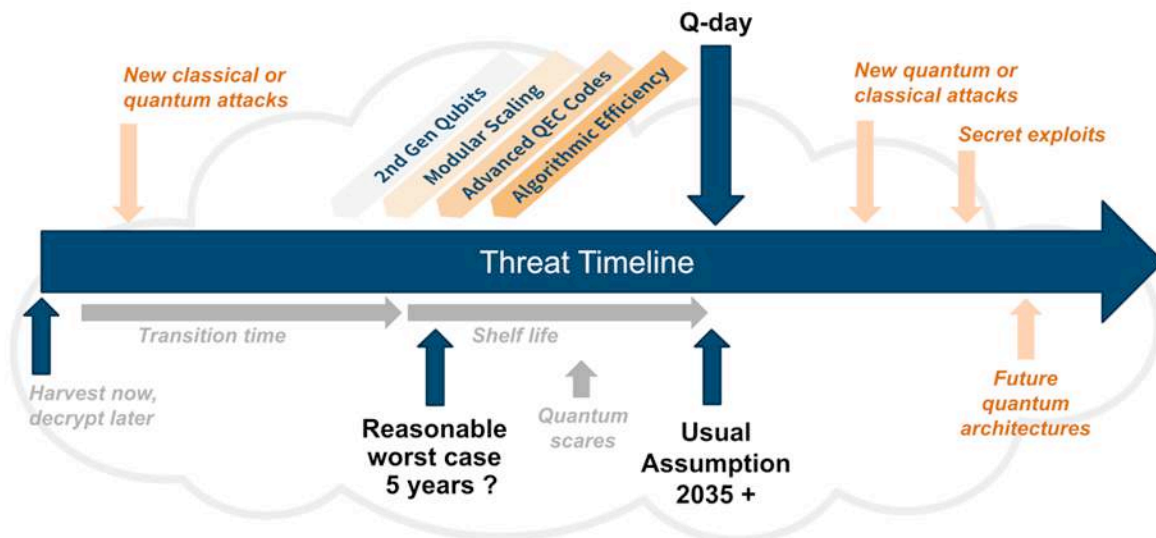 Q-day
New classical or
quantum attacks
2nd Gen Qubits
Modular Scaling
Advanced QEC Codes
Algorithmic Efficiency
New quantum or
classical attacks
Secret exploits
Threat Timeline
Transition time
Shelf life
Harvest now,
decrypt later
Reasonable
worst case
5 years ?
Quantum
scares
Usual
Assumption
2035 +
Future
quantum
architectures